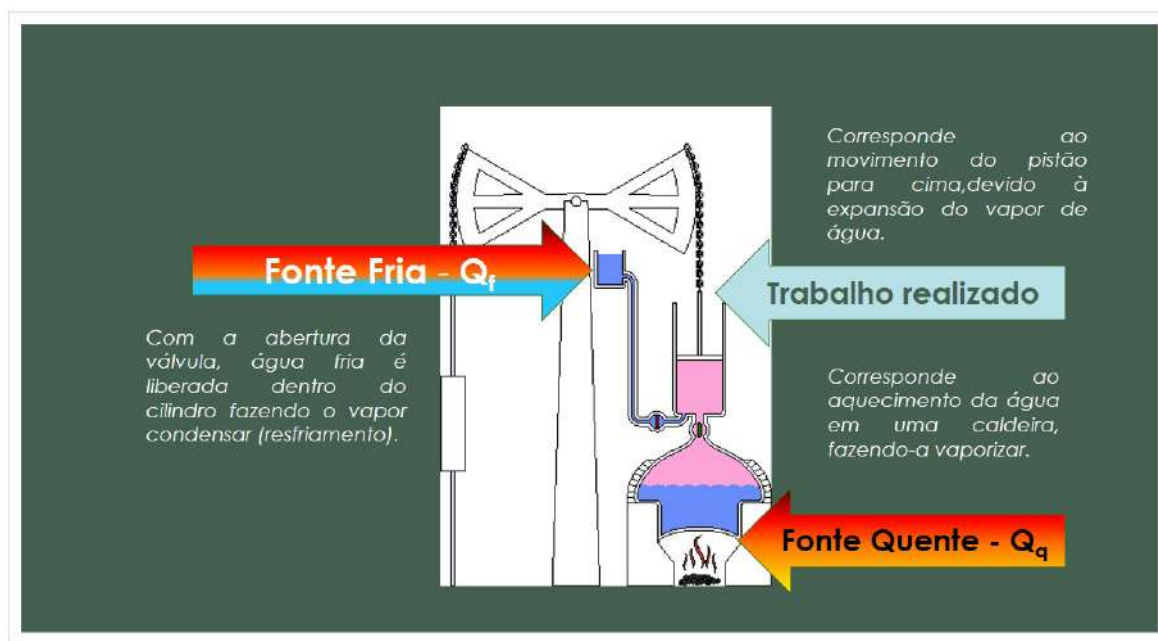 Corresponde ao
movimento do pistão
para cima,devido à
expansão do vapor de
água.
Fonte Fria - Qf
Trabalho realizado
Com a abertura da
válvula, água fria é
liberada dentro do
cilindro fazendo o vapor
condensar (resfriamento).
Corresponde ao
aquecimento da água
em uma caldeira,
fazendo-a vaporizar.
Fonte Quente - Qq